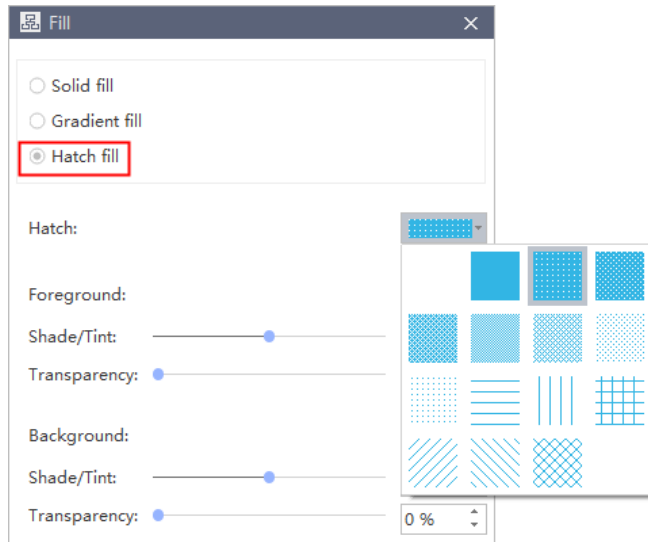 Fill
Solid fill
Gradient fill
Hatch fill
Hatch:
Foreground:
Shade/Tint:
Transparency:
Background:
Shade/Tint:
Transparency:
0 %